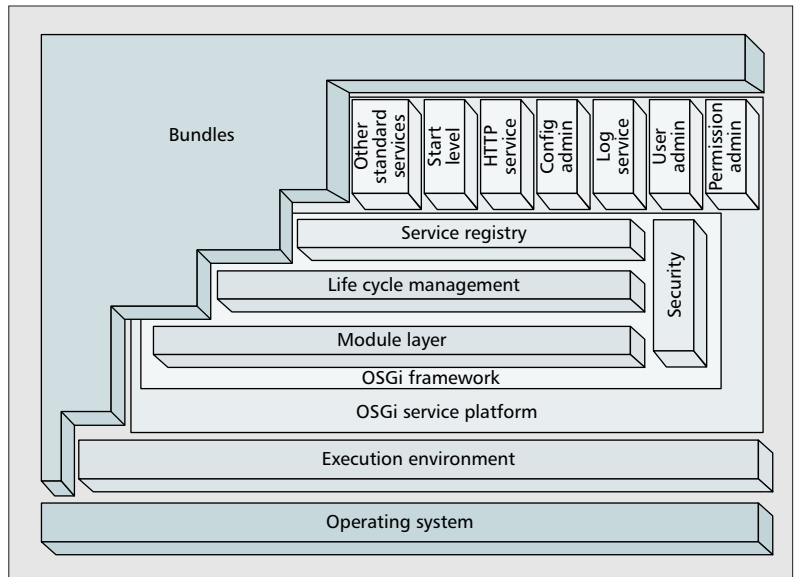 Bundles
Other
standard
services
Start
level
HTTP
service
Config
admin
Log
service
User
admin
Permission
admin
Service registry
Security
Life cycle management
Module layer
OSGi framework
OSGi service platform
Execution environment
Operating system